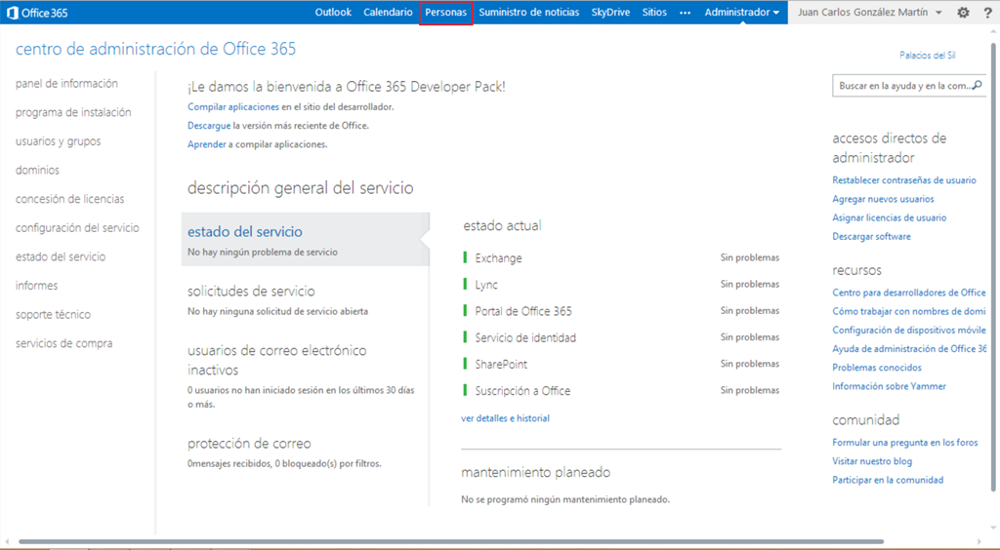 Office 365
Outlook Calendario Personas Suministro de noticias SkyDrive Sitios ••• Administrador Juan Carlos González Martín ?
centro de administración de Office 365
Palacios del Sil
Buscar en la ayuda y en la com...
panel de información
programa de instalación
usuarios y grupos
dominios
concesión de licencias
configuración del servicio
estado del servicio
informes
soporte técnico
servicios de compra
¡Le damos la bienvenida a Office 365 Developer Pack!
Compilar aplicaciones en el sitio del desarrollador.
Descargue la versión más reciente de Office.
Aprender a compilar aplicaciones.
descripción general del servicio
estado del servicio
No hay ningún problema de servicio
solicitudes de servicio
No hay ninguna solicitud de servicio abierta
usuarios de correo electrónico
inactivos
0 usuarios no han iniciado sesión en los últimos 30 días
o más.
protección de correo
0mensajes recibidos, 0 bloqueado(s) por filtros.
estado actual
Exchange Sin problemas
Lync Sin problemas
Portal de Office 365 Sin problemas
Servicio de identidad Sin problemas
SharePoint Sin problemas
Suscripción a Office Sin problemas
ver detalles e historial
mantenimiento planeado
No se programó ningún mantenimiento planeado.
accesos directos de
administrador
Restablecer contraseñas de usuario
Agregar nuevos usuarios
Asignar licencias de usuario
Descargar software
recursos
Centro para desarrolladores de Office
Cómo trabajar con nombres de domi
Configuración de dispositivos móvile
Ayuda de administración de Office 36
Problemas conocidos
Información sobre Yammer
comunidad
Formular una pregunta en los foros
Visitar nuestro blog
Participar en la comunidad